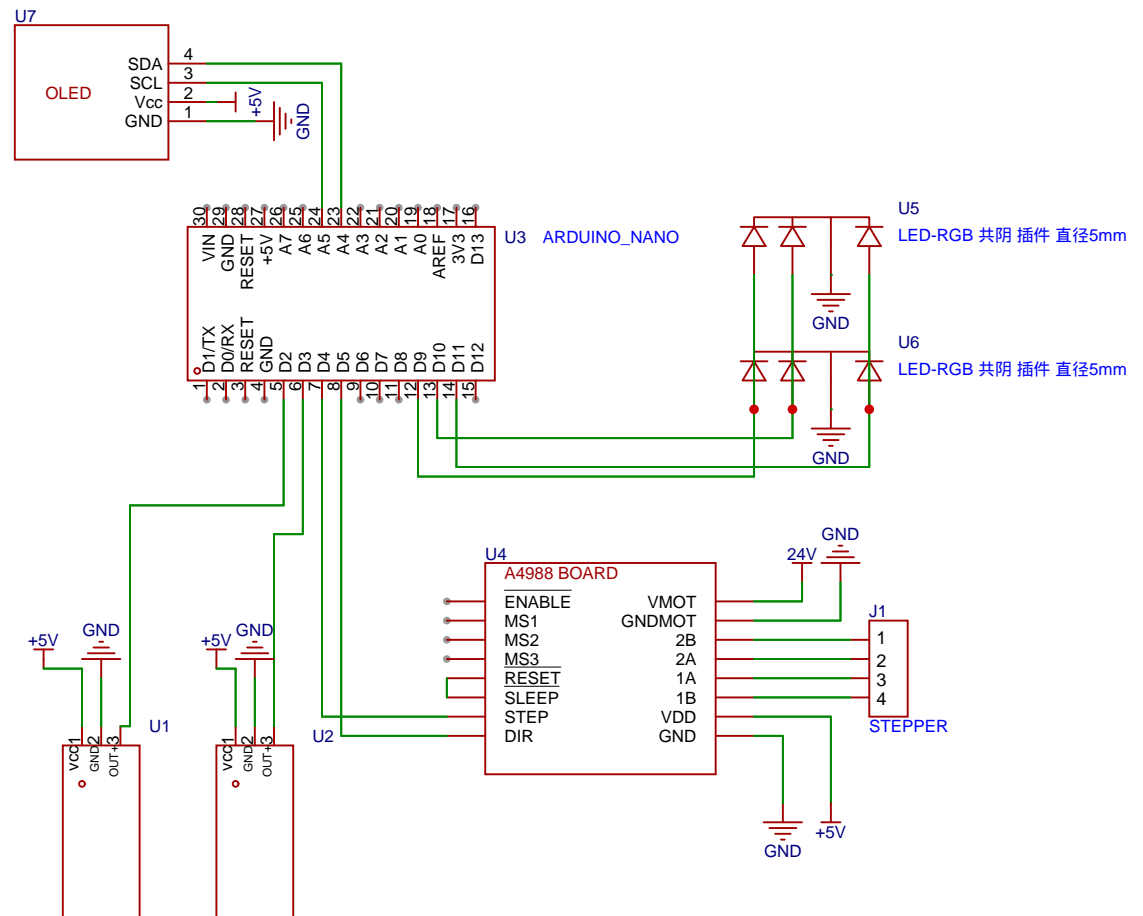 U7
OLED
SDA 4
SCL 3
Vcc 2
GND 1
+5V
GND
30 29 28 27 26 25 24 23 22 21 20 19 18 17 16
VIN GND RESET +5V A7 A6 A5 A4 A3 A2 A1 A0 AREF 3V3 D13
U3 ARDUINO_NANO
D1/TX D0/RX RESET GND D2 D3 D4 D5 D6 D7 D8 D9 D10 D11 D12
1 2 3 4 5 6 7 8 9 10 11 12 13 14 15
U5
LED-RGB 共阴 插件 直径5mm
GND
U6
LED-RGB 共阴 插件 直径5mm
GND
U4
A4988 BOARD
ENABLE
MS1
MS2
MS3
RESET
SLEEP
STEP
DIR
VMOT
GNDMOT
2B
2A
1A
1B
VDD
GND
24V
GND
J1
1
2
3
4
STEPPER
GND
+5V
+5V
GND
U1
VCC 1
GND 2
OUT+ 3
+5V
GND
U2
VCC 1
GND 2
OUT+ 3